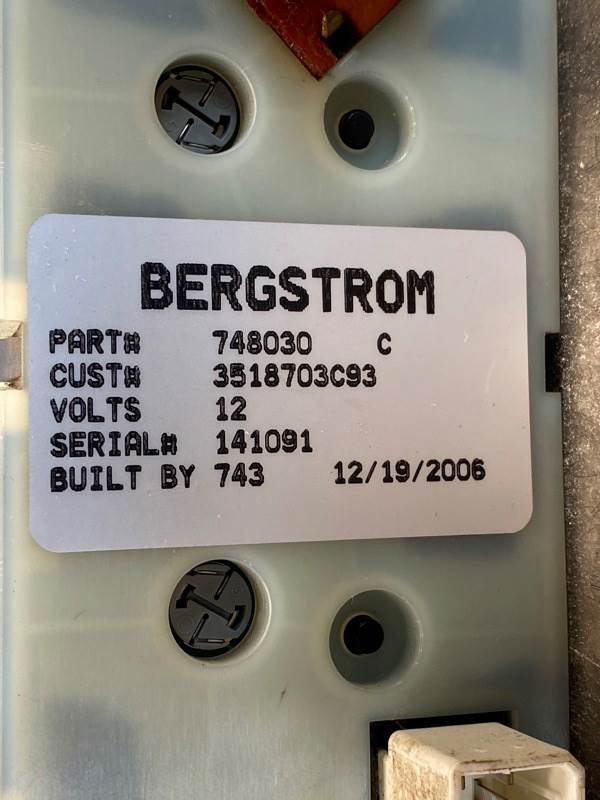 BERGSTROM
PART# 748030 C
CUST# 3518703C93
VOLTS 12
SERIAL# 141091
BUILT BY 743 12/19/2006